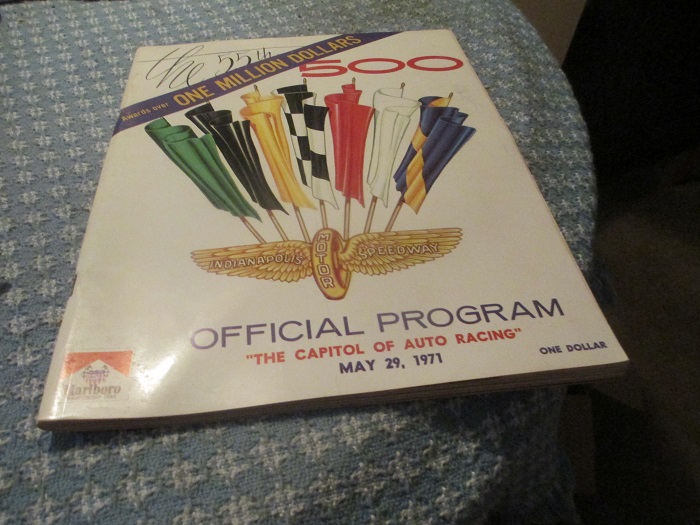 the 55th
500
Awards over ONE MILLION DOLLARS
INDIANAPOLIS MOTOR SPEEDWAY
OFFICIAL PROGRAM
"THE CAPITOL OF AUTO RACING"
MAY 29, 1971
ONE DOLLAR
Marlboro